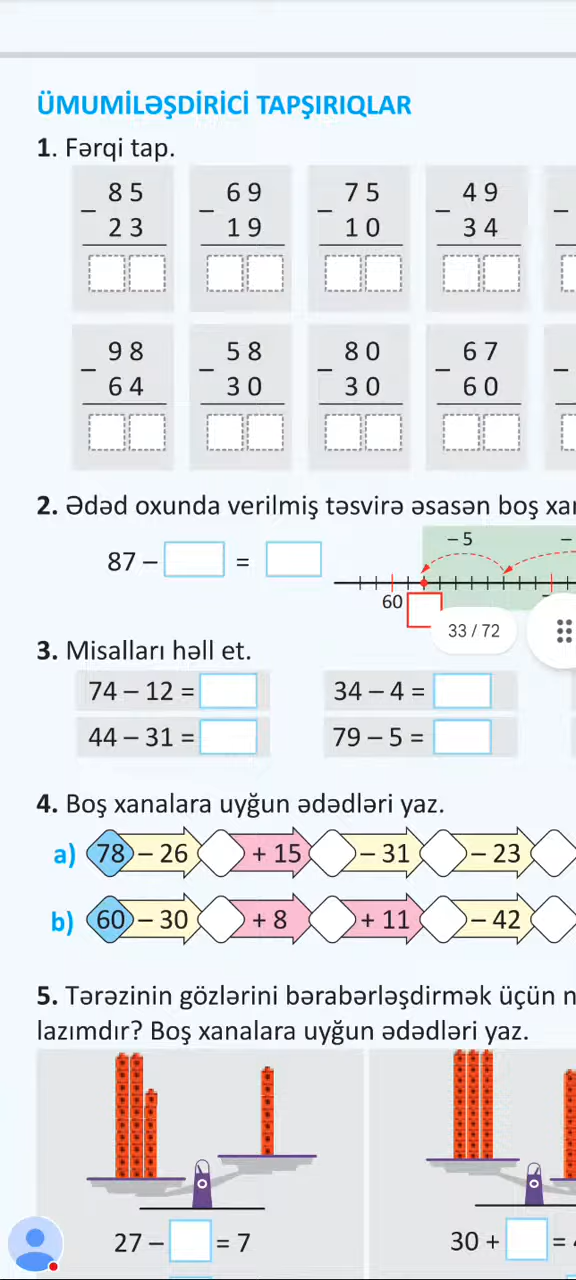 ÜMUMİLƏŞDİRİCİ TAPŞIRIQLAR
1. Fərqi tap.
85 69 75 49
– – – – –
23 19 10 34
98 58 80 67
– – – – –
64 30 30 60
2. Ədəd oxunda verilmiş təsvirə əsasən boş
– 5 –
87 – =
60
33 / 72
3. Misalları həll et.
74 – 12 = 34 – 4 =
44 – 31 = 79 – 5 =
4. Boş xanalara uyğun ədədləri yaz.
a) 78 – 26 + 15 – 31 – 23
b) 60 – 30 + 8 + 11 – 42
5. Tərəzinin gözlərini bərabərləşdirmək üçün
lazımdır? Boş xanalara uyğun ədədləri yaz.
27 – = 7 30 + =